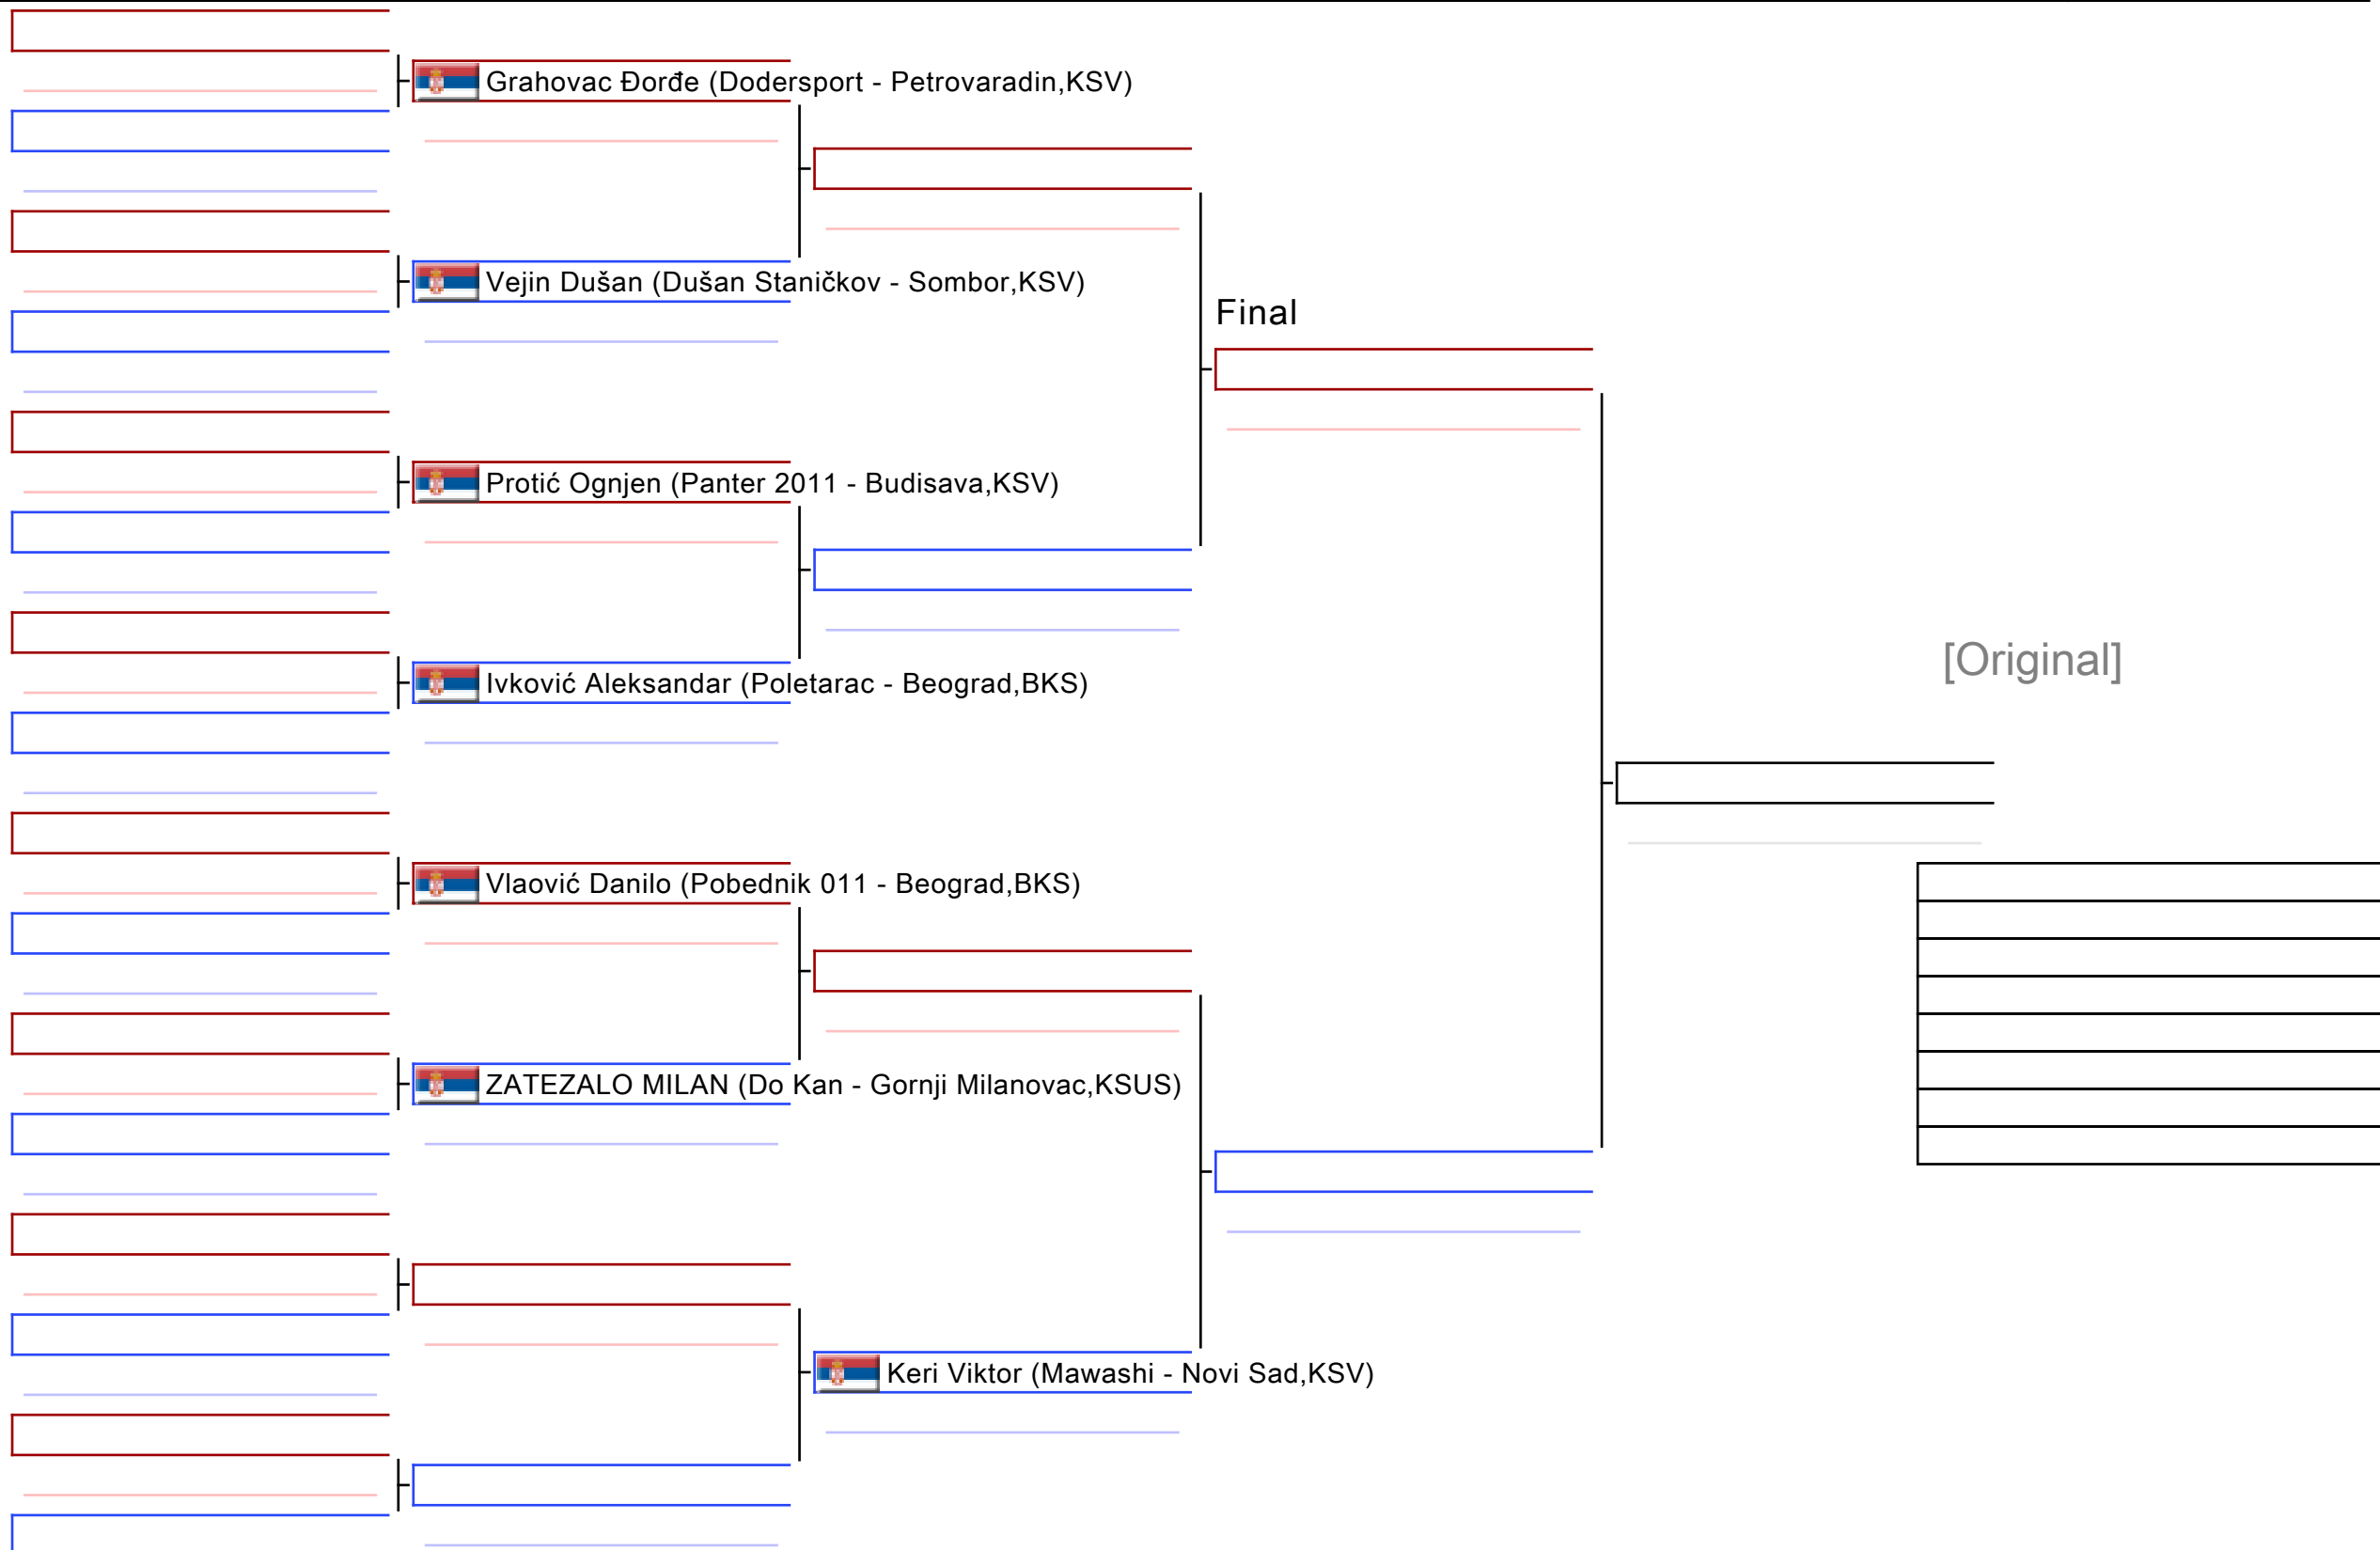 Grahovac Đorđe (Dodersport - Petrovaradin,KSV)
Vejin Dušan (Dušan Staničkov - Sombor,KSV)
Final
Protić Ognjen (Panter 2011 - Budisava,KSV)
[Original]
Ivković Aleksandar (Poletarac - Beograd,BKS)
Vlaović Danilo (Pobednik 011 - Beograd,BKS)
ZATEZALO MILAN (Do Kan - Gornji Milanovac,KSUS)
Keri Viktor (Mawashi - Novi Sad,KSV)